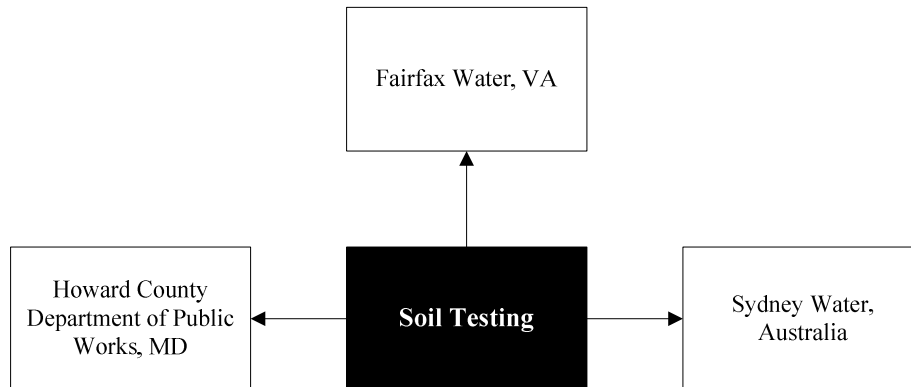 Fairfax Water, VA
Howard County
Department of Public
Works, MD
Soil Testing
Sydney Water,
Australia